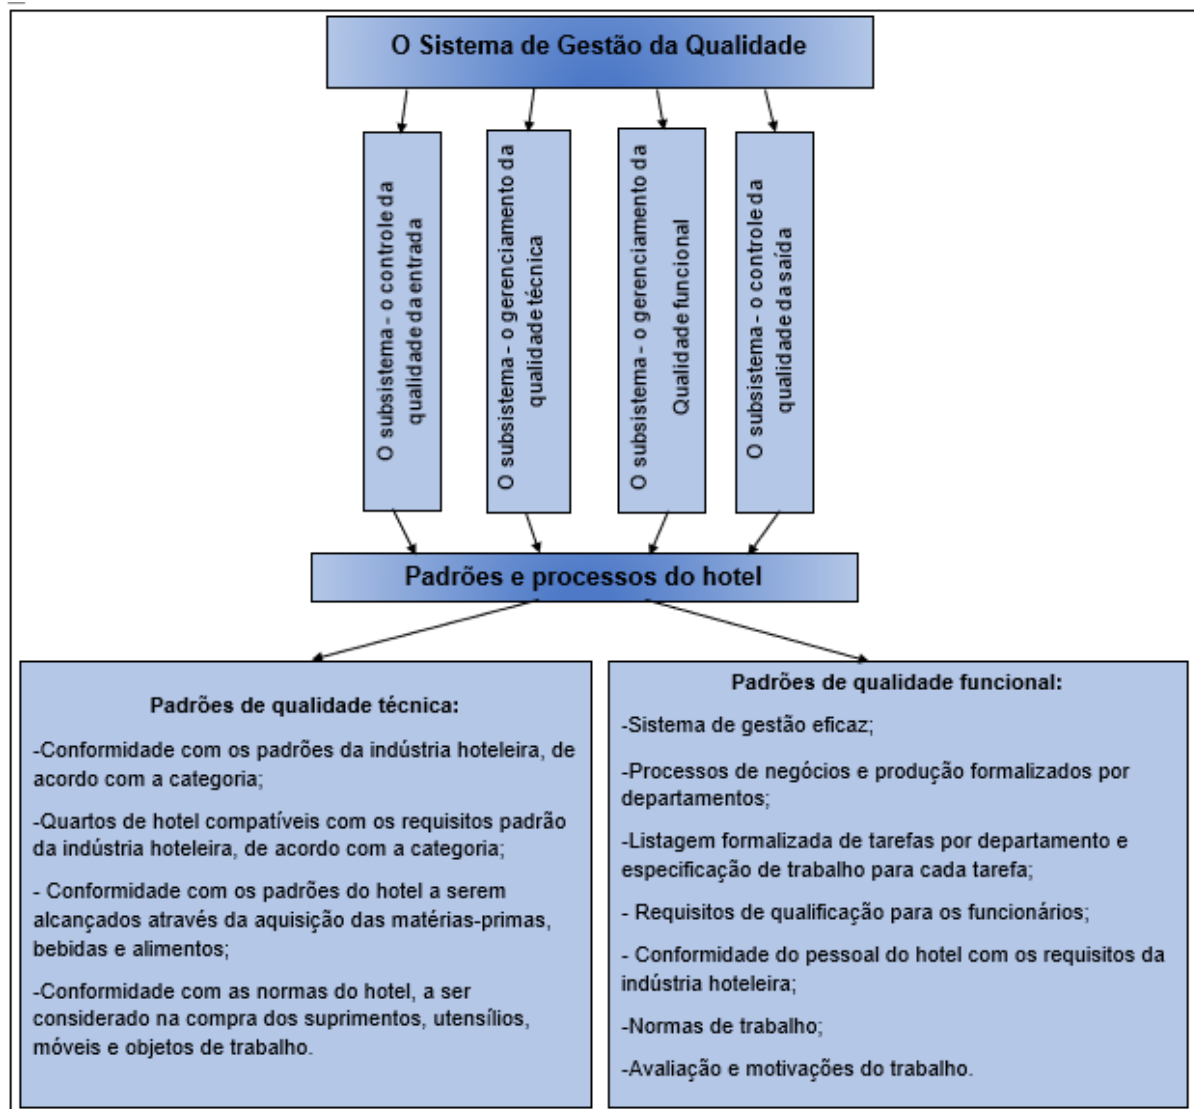 O Sistema de Gestão da Qualidade
O subsistema - o controle da
qualidade da entrada
O subsistema - o gerenciamento da
qualidade técnica
O subsistema - o gerenciamento da
Qualidade funcional
O subsistema - o controle da
qualidade da saída
Padrões e processos do hotel
Padrões de qualidade técnica:
-Conformidade com os padrões da indústria hoteleira, de
acordo com a categoria;
-Quartos de hotel compatíveis com os requisitos padrão
da indústria hoteleira, de acordo com a categoria;
- Conformidade com os padrões do hotel a serem
alcançados através da aquisição das matérias-primas,
bebidas e alimentos;
-Conformidade com as normas do hotel, a ser
considerado na compra dos suprimentos, utensílios,
móveis e objetos de trabalho.
Padrões de qualidade funcional:
-Sistema de gestão eficaz;
-Processos de negócios e produção formalizados por
departamentos;
-Listagem formalizada de tarefas por departamento e
especificação de trabalho para cada tarefa;
- Requisitos de qualificação para os funcionários;
- Conformidade do pessoal do hotel com os requisitos da
indústria hoteleira;
-Normas de trabalho;
-Avaliação e motivações do trabalho.